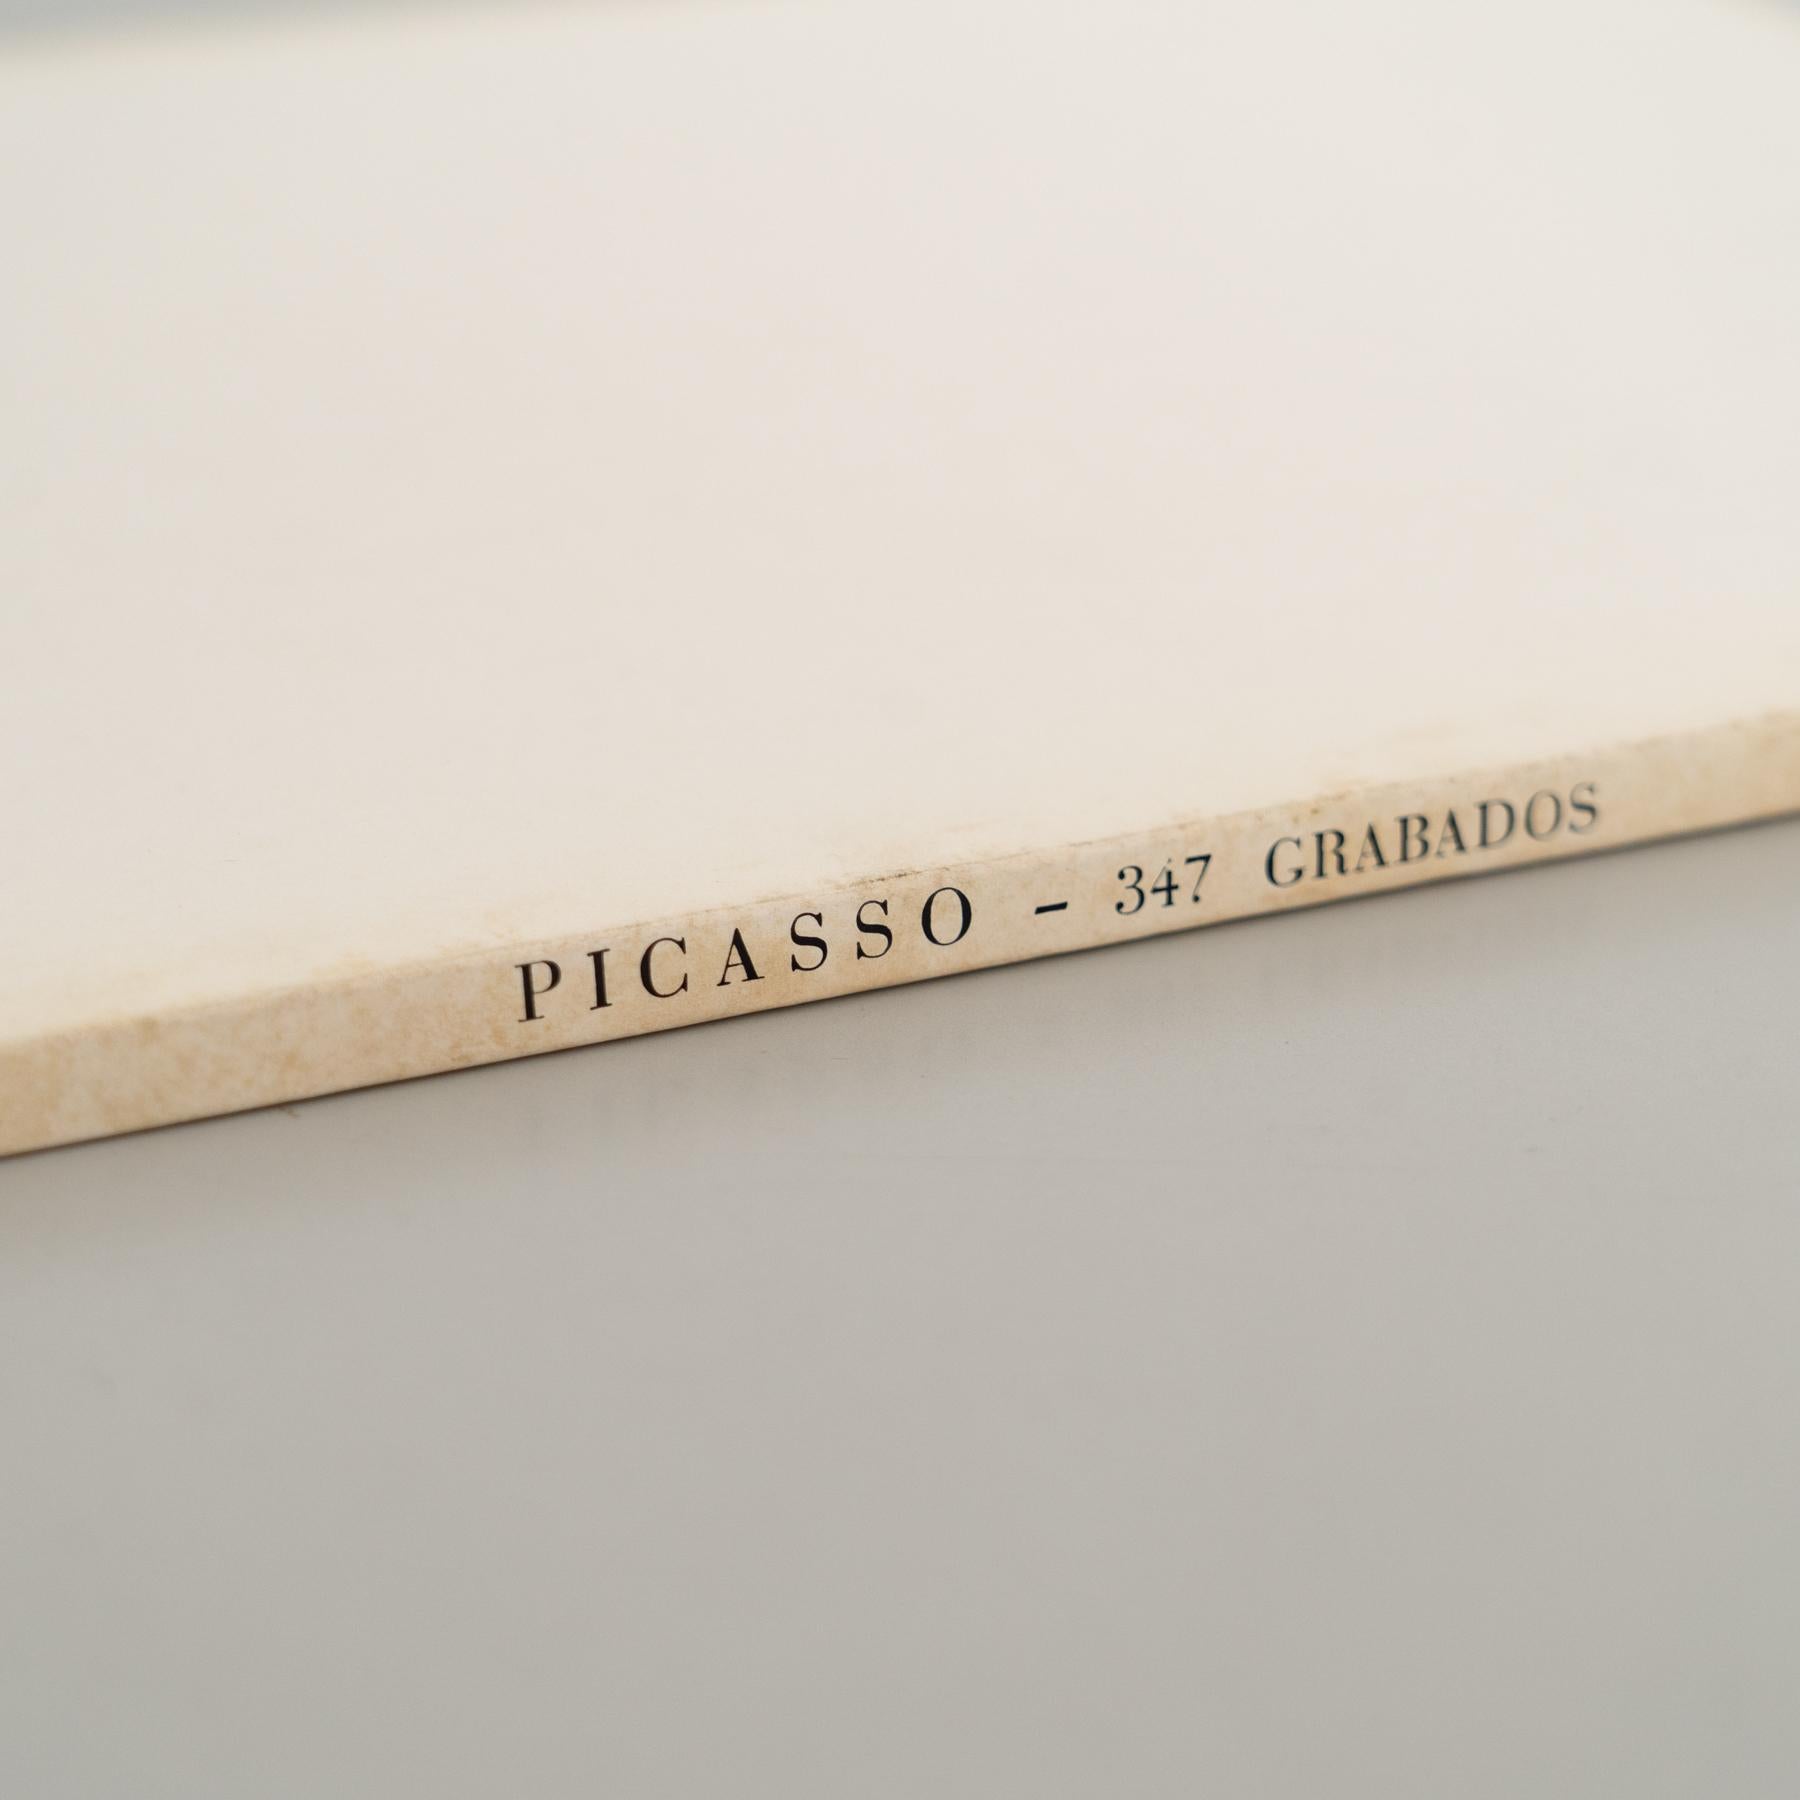 PICASSO - 347 GRABADOS